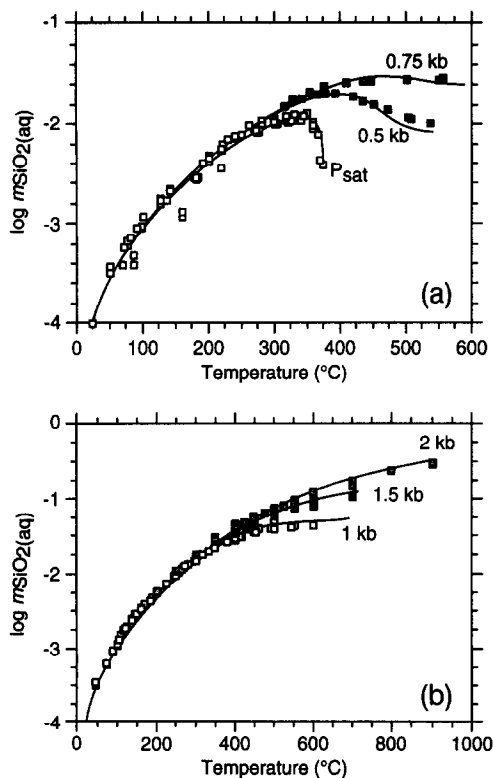 -1
0.75 kb
-2
0.5 kb
Psat
log mSiO2(aq)
-3
(a)
-4
0 100 200 300 400 500 600
Temperature (°C)
0
2 kb
-1
1.5 kb
1 kb
log mSiO2(aq)
-2
-3
(b)
-4
0 200 400 600 800 1000
Temperature (°C)